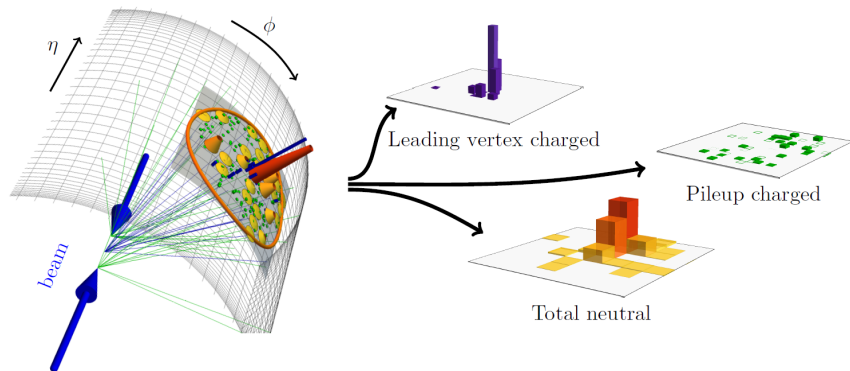 η
ϕ
beam
Leading vertex charged
Pileup charged
Total neutral